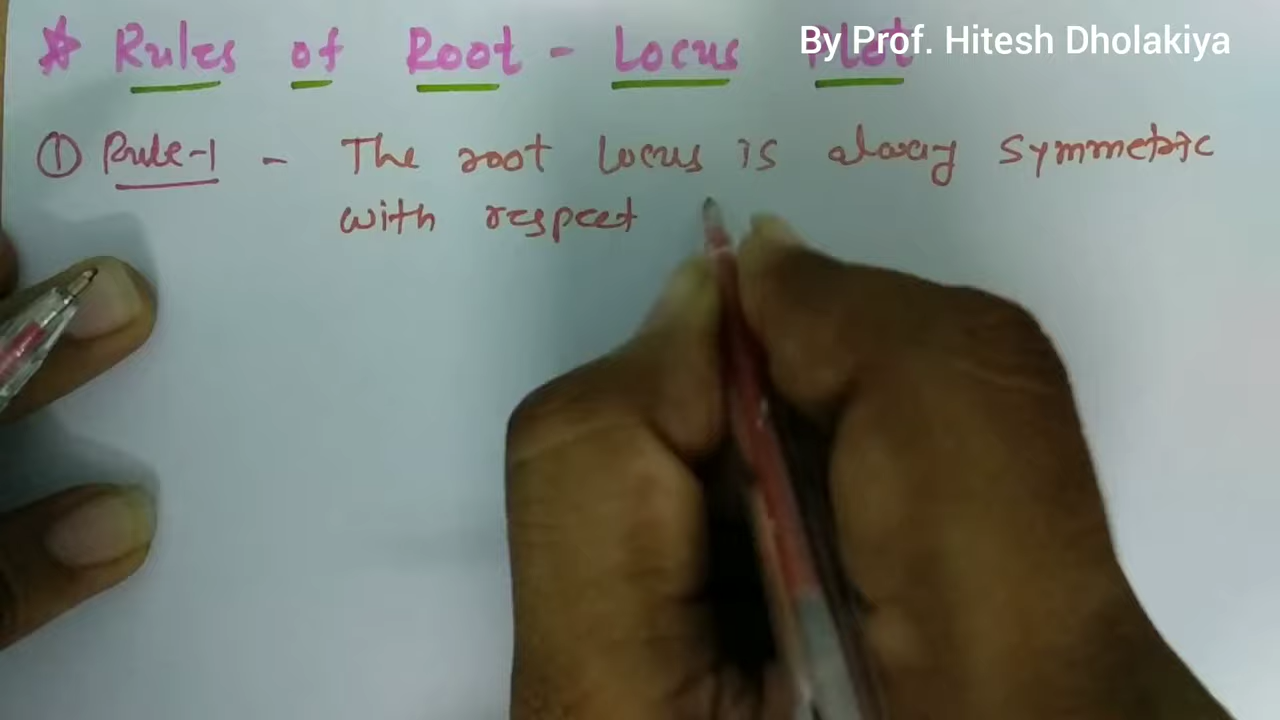 ☆ Rules of Root-Locus Plot
By Prof. Hitesh Dholakiya
① Rule-1 - The root locus is alway symmetric
with respect